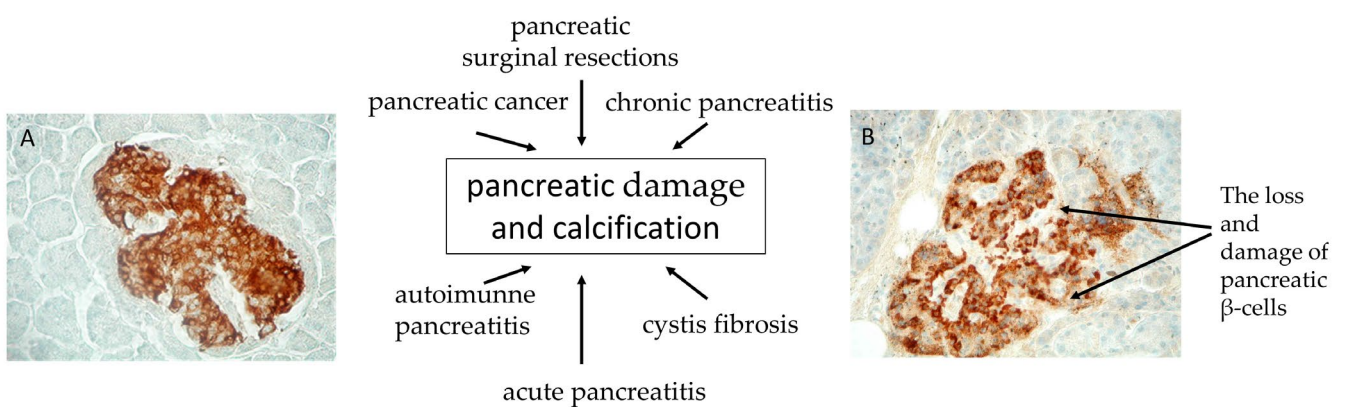 A
pancreatic
surginal resections
pancreatic cancer
chronic pancreatitis
pancreatic damage
and calcification
autoimunne
pancreatitis
cystis fibrosis
acute pancreatitis
B
The loss
and
damage of
pancreatic
β-cells